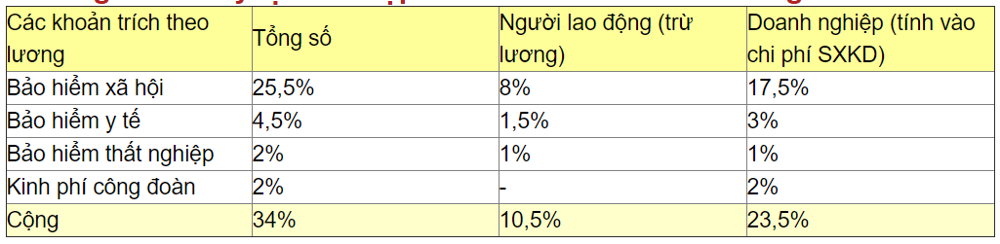 Các khoản trích theo lương
Tổng số
Người lao động (trừ lương)
Doanh nghiệp (tính vào chi phí SXKD)
Bảo hiểm xã hội 25,5% 8% 17,5%
Bảo hiểm y tế 4,5% 1,5% 3%
Bảo hiểm thất nghiệp 2% 1% 1%
Kinh phí công đoàn 2% - 2%
Cộng 34% 10,5% 23,5%